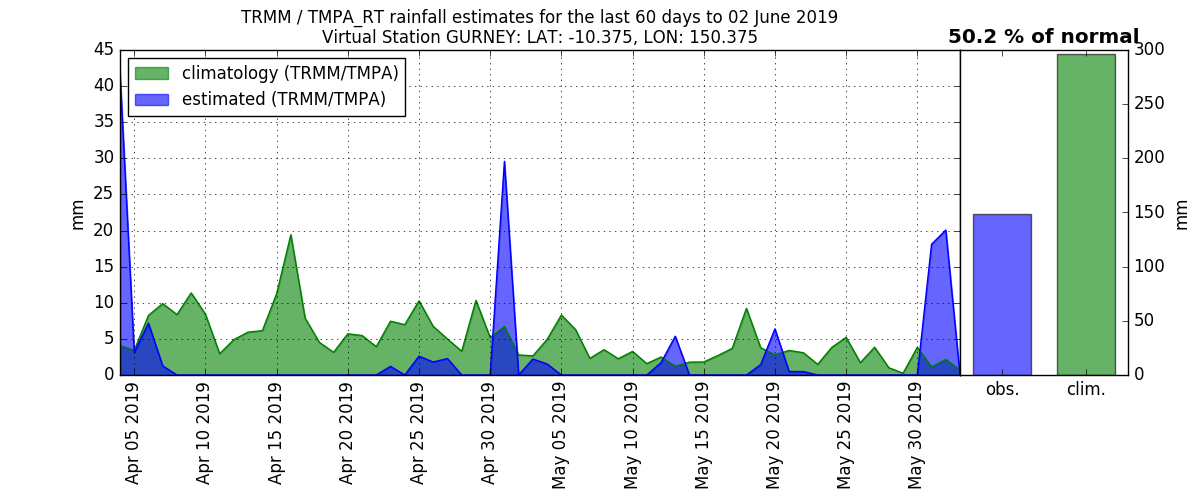 TRMM / TMPA_RT rainfall estimates for the last 60 days to 02 June 2019
Virtual Station GURNEY: LAT: -10.375, LON: 150.375
50.2 % of normal
climatology (TRMM/TMPA)
estimated (TRMM/TMPA)
mm
45
40
35
30
25
20
15
10
5
0
Apr 05 2019
Apr 10 2019
Apr 15 2019
Apr 20 2019
Apr 25 2019
Apr 30 2019
May 05 2019
May 10 2019
May 15 2019
May 20 2019
May 25 2019
May 30 2019
300
250
200
150
100
50
0
mm
obs.
clim.